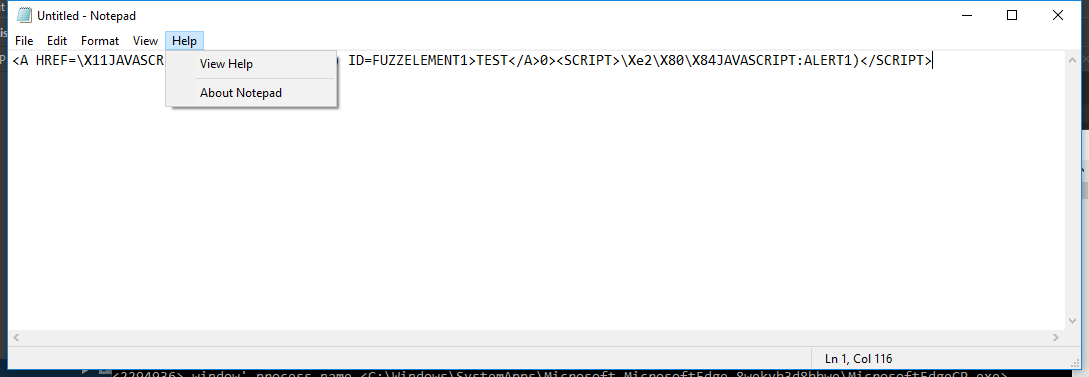 Untitled - Notepad
File Edit Format View Help
<A HREF=\X11JAVASCR ID=FUZZELEMENT1>TEST</A>0><SCRIPT>\Xe2\X80\X84JAVASCRIPT:ALERT1)</SCRIPT>
View Help
About Notepad
Ln 1, Col 116
<2294936> window' process name <C:\Windows\SystemApps\Microsoft.MicrosoftEdge_8wekyb3d8bbwe\MicrosoftEdgeCP.exe>